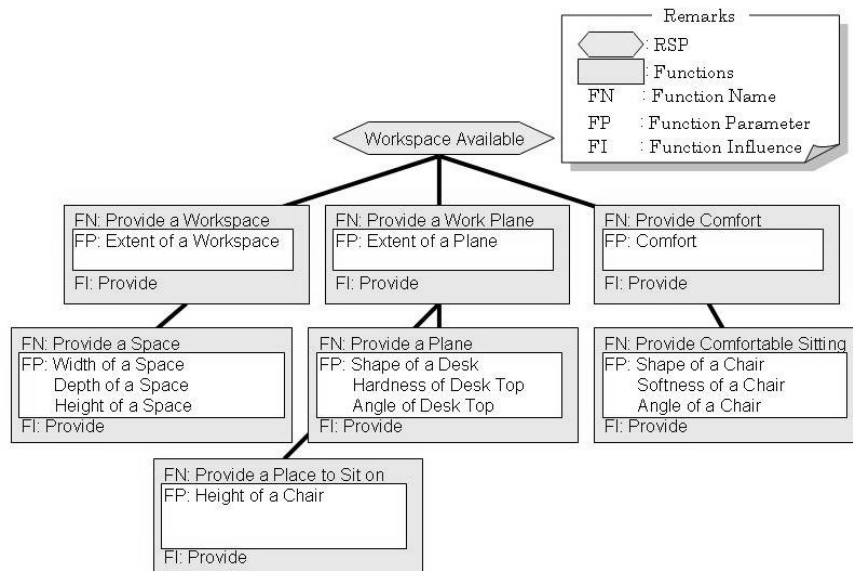 Remarks
: RSP
: Functions
FN : Function Name
FP : Function Parameter
FI : Function Influence
Workspace Available
FN: Provide a Workspace
FP: Extent of a Workspace
FI: Provide
FN: Provide a Work Plane
FP: Extent of a Plane
FI: Provide
FN: Provide Comfort
FP: Comfort
FI: Provide
FN: Provide a Space
FP: Width of a Space
Depth of a Space
Height of a Space
FI: Provide
FN: Provide a Plane
FP: Shape of a Desk
Hardness of Desk Top
Angle of Desk Top
FI: Provide
FN: Provide Comfortable Sitting
FP: Shape of a Chair
Softness of a Chair
Angle of a Chair
FI: Provide
FN: Provide a Place to Sit on
FP: Height of a Chair
FI: Provide